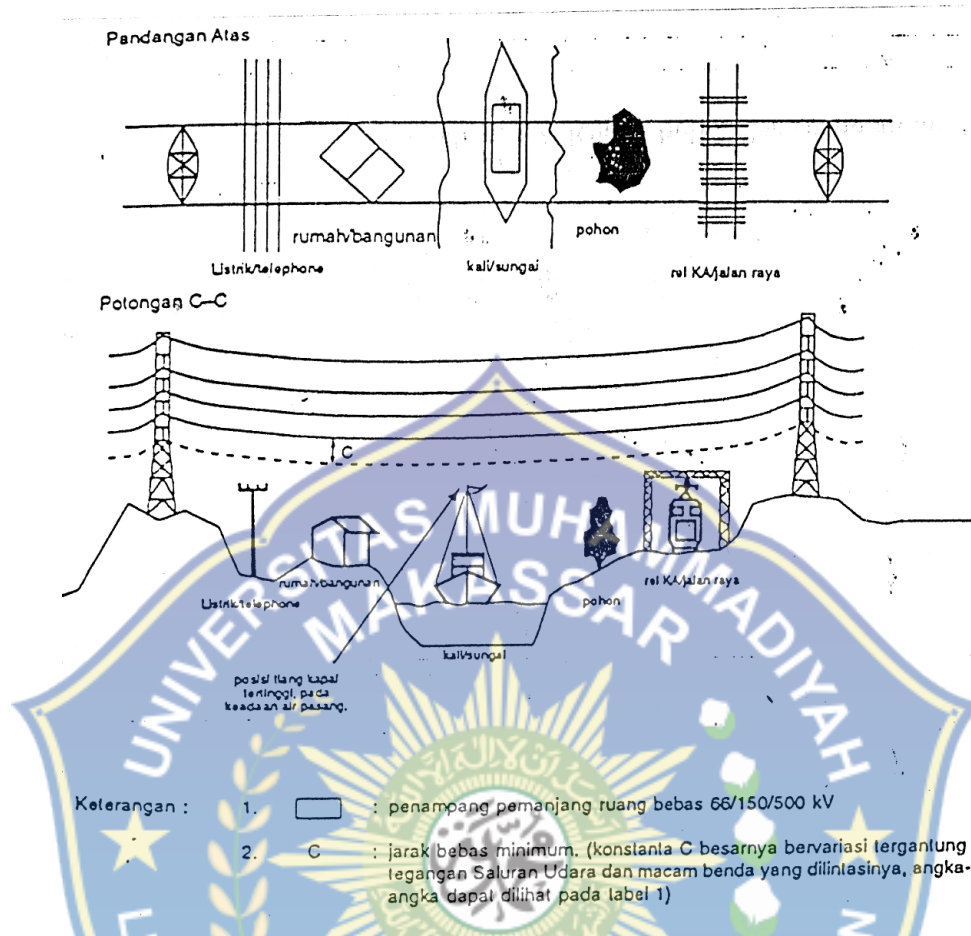 Pandangan Atas
rumah/bangunan
pohon
Listrik/telephone
kali/sungai
rel KA/jalan raya
Potongan C–C
C
rumah/bangunan
rel KA/jalan raya
Listrik/telephone
pohon
kali/sungai
posisi tiang kapal
tertinggi, pada
keadaan air pasang.
UNIVERSITAS MUHAMMADIYAH
MAKASSAR
Keterangan :
1. : penampang pemanjang ruang bebas 66/150/500 kV
2. C : jarak bebas minimum. (konstanta C besarnya bervariasi tergantung
tegangan Saluran Udara dan macam benda yang dilintasinya, angka-
angka dapat dilihat pada tabel 1)